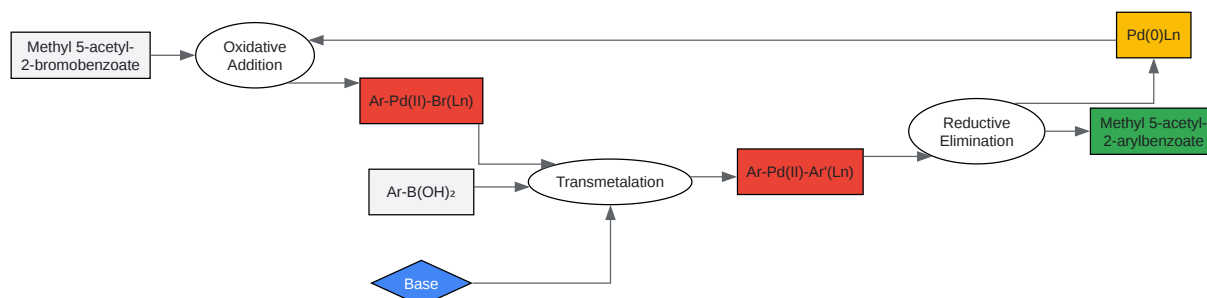 Methyl 5-acetyl-
2-bromobenzoate
Oxidative
Addition
Pd(0)Ln
Ar-Pd(II)-Br(Ln)
Reductive
Elimination
Methyl 5-acetyl-
2-arylbenzoate
Ar-B(OH)₂
Transmetalation
Ar-Pd(II)-Ar'(Ln)
Base